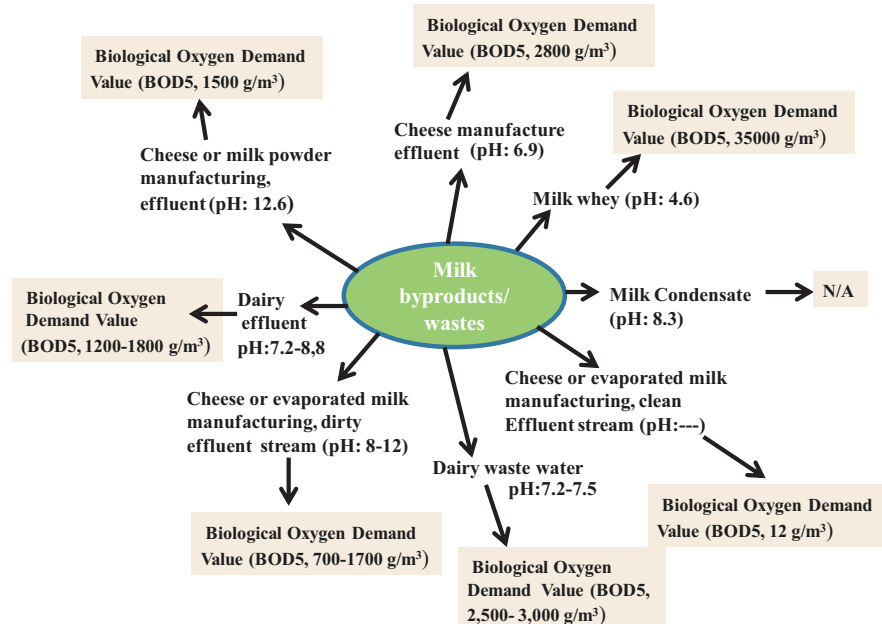 Biological Oxygen Demand
Value (BOD5, 1500 g/m³)
Cheese or milk powder
manufacturing,
effluent (pH: 12.6)
Biological Oxygen Demand
Value (BOD5, 2800 g/m³)
Cheese manufacture
effluent (pH: 6.9)
Biological Oxygen Demand
Value (BOD5, 35000 g/m³)
Milk whey (pH: 4.6)
Milk
byproducts/
wastes
Milk Condensate
(pH: 8.3)
N/A
Dairy
effluent
pH:7.2-8,8
Biological Oxygen
Demand Value
(BOD5, 1200-1800 g/m³)
Cheese or evaporated milk
manufacturing, dirty
effluent stream (pH: 8-12)
Biological Oxygen Demand
Value (BOD5, 700-1700 g/m³)
Dairy waste water
pH:7.2-7.5
Biological Oxygen
Demand Value (BOD5,
2,500- 3,000 g/m³)
Cheese or evaporated milk
manufacturing, clean
Effluent stream (pH:---)
Biological Oxygen Demand
Value (BOD5, 12 g/m³)